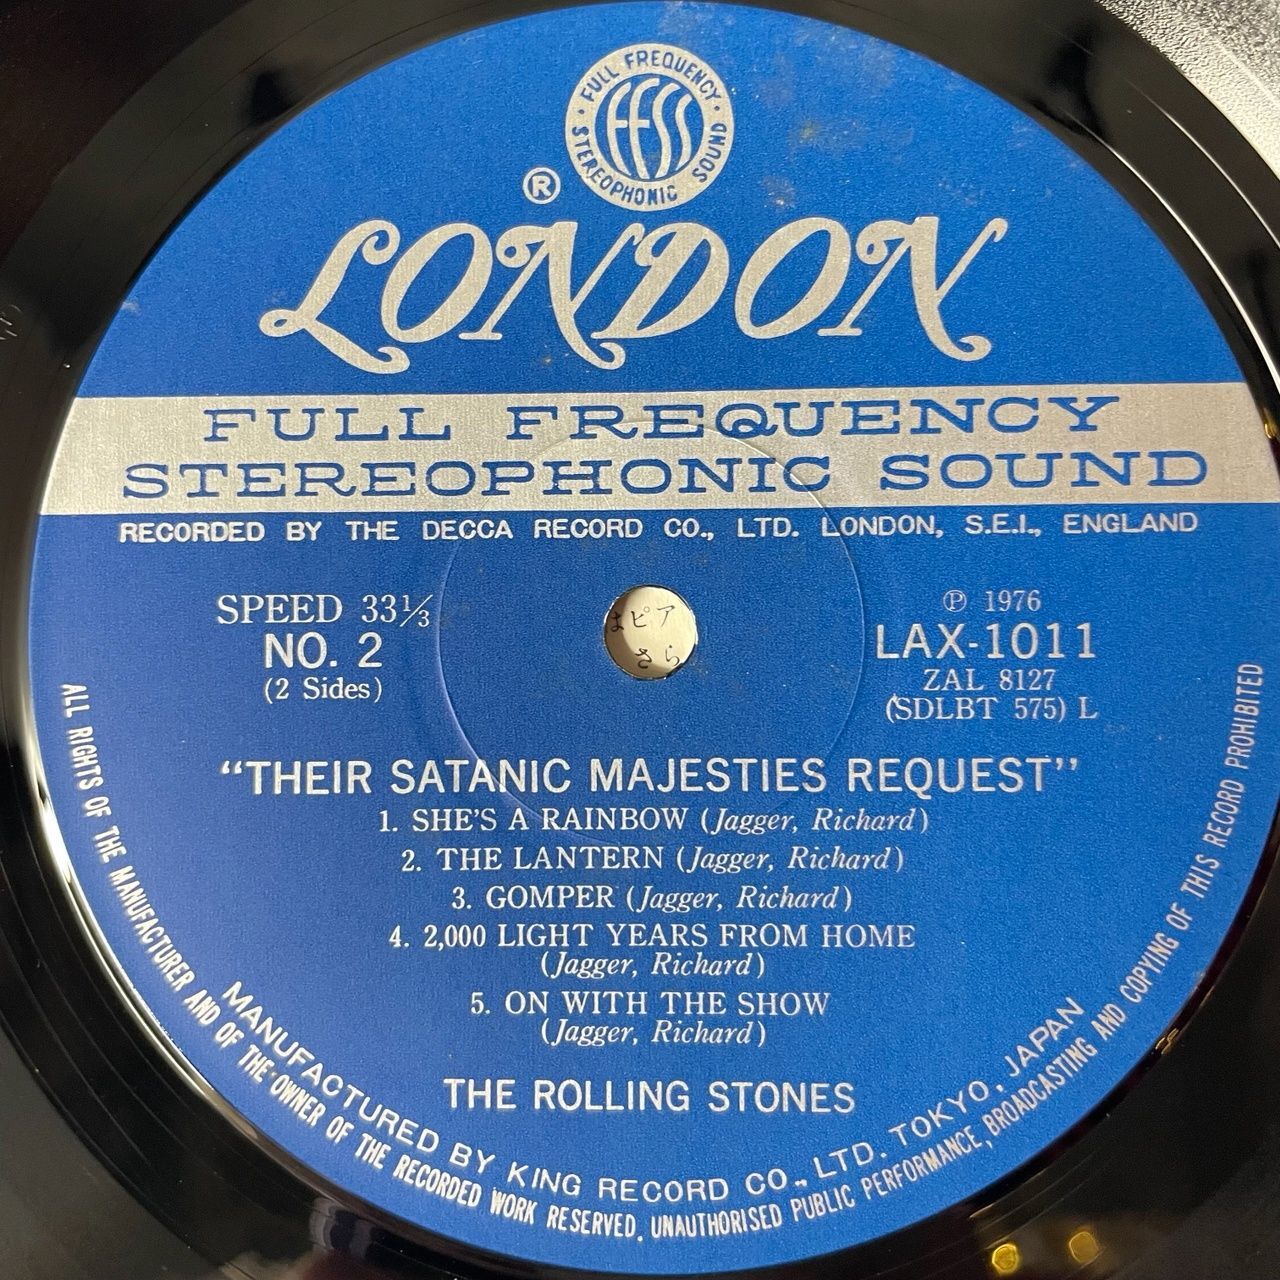 FULL FREQUENCY
STEREOPHONIC SOUND
FFSS
®
LONDON
FULL FREQUENCY
STEREOPHONIC SOUND
RECORDED BY THE DECCA RECORD CO., LTD. LONDON, S.E.I., ENGLAND
SPEED 33⅓
NO. 2
(2 Sides)
はピア
さら
℗ 1976
LAX-1011
ZAL 8127
(SDLBT 575) L
"THEIR SATANIC MAJESTIES REQUEST"
1. SHE'S A RAINBOW (Jagger, Richard)
2. THE LANTERN (Jagger, Richard)
3. GOMPER (Jagger, Richard)
4. 2,000 LIGHT YEARS FROM HOME
(Jagger, Richard)
5. ON WITH THE SHOW
(Jagger, Richard)
THE ROLLING STONES
MANUFACTURED BY KING RECORD CO., LTD. TOKYO, JAPAN
ALL RIGHTS OF THE MANUFACTURER AND OF THE OWNER OF THE RECORDED WORK RESERVED. UNAUTHORISED PUBLIC PERFORMANCE, BROADCASTING AND COPYING OF THIS RECORD PROHIBITED